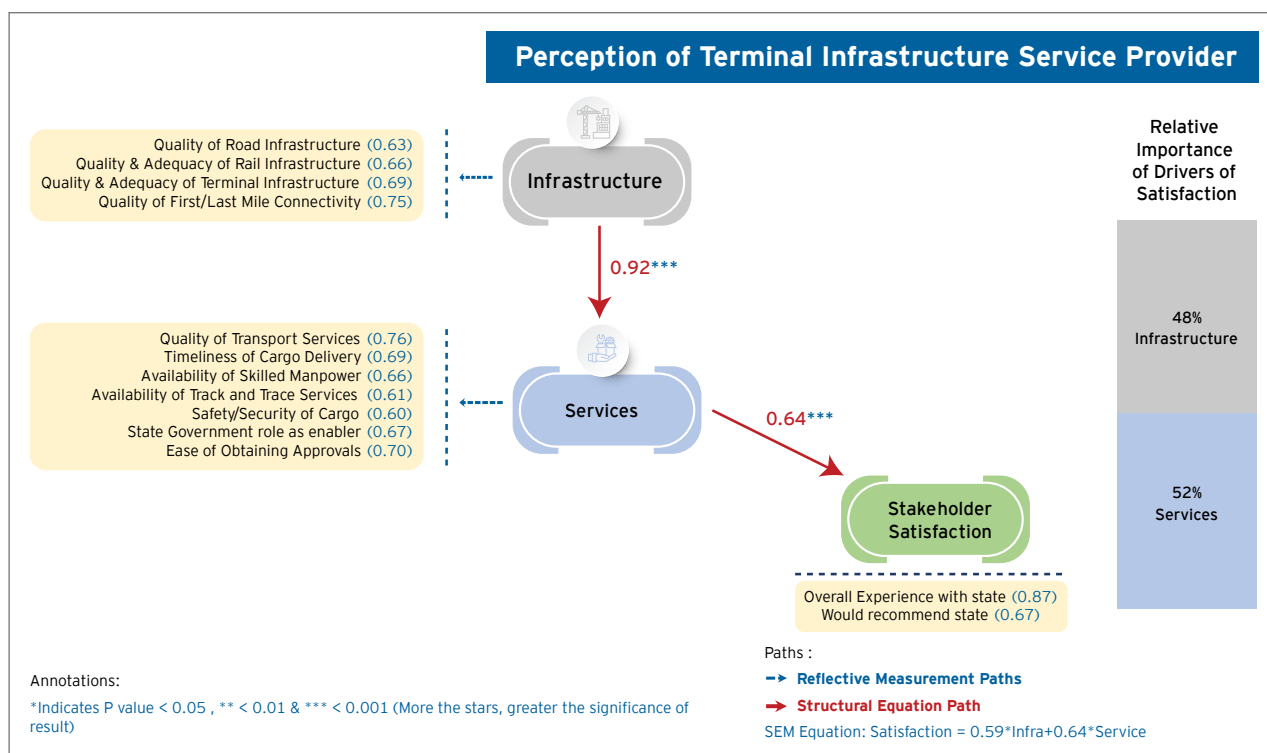 Perception of Terminal Infrastructure Service Provider
Quality of Road Infrastructure (0.63)
Quality & Adequacy of Rail Infrastructure (0.66)
Quality & Adequacy of Terminal Infrastructure (0.69)
Quality of First/Last Mile Connectivity (0.75)
Infrastructure
0.92***
Quality of Transport Services (0.76)
Timeliness of Cargo Delivery (0.69)
Availability of Skilled Manpower (0.66)
Availability of Track and Trace Services (0.61)
Safety/Security of Cargo (0.60)
State Government role as enabler (0.67)
Ease of Obtaining Approvals (0.70)
Services
0.64***
Stakeholder
Satisfaction
Overall Experience with state (0.87)
Would recommend state (0.67)
Relative
Importance
of Drivers of
Satisfaction
48%
Infrastructure
52%
Services
Annotations:
*Indicates P value < 0.05 , ** < 0.01 & *** < 0.001 (More the stars, greater the significance of
result)
Paths :
Reflective Measurement Paths
Structural Equation Path
SEM Equation: Satisfaction = 0.59*Infra+0.64*Service